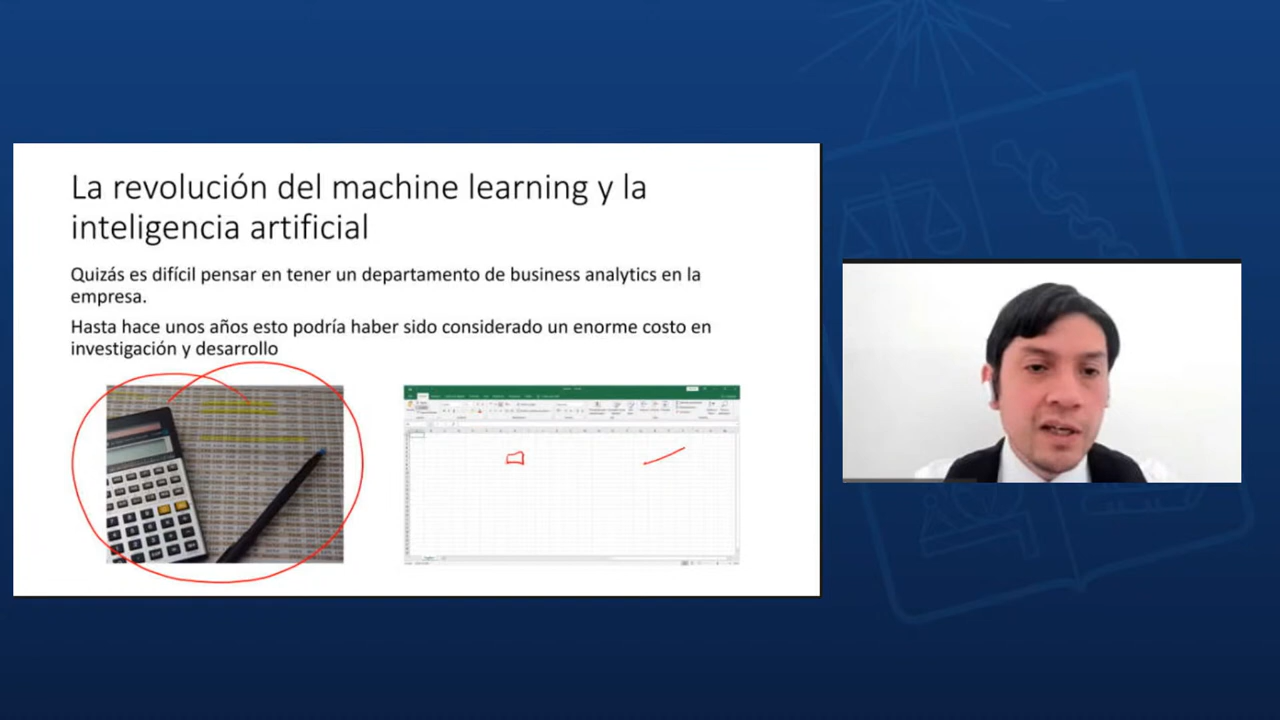 La revolución del machine learning y la
inteligencia artificial
Quizás es difícil pensar en tener un departamento de business analytics en la
empresa.
Hasta hace unos años esto podría haber sido considerado un enorme costo en
investigación y desarrollo